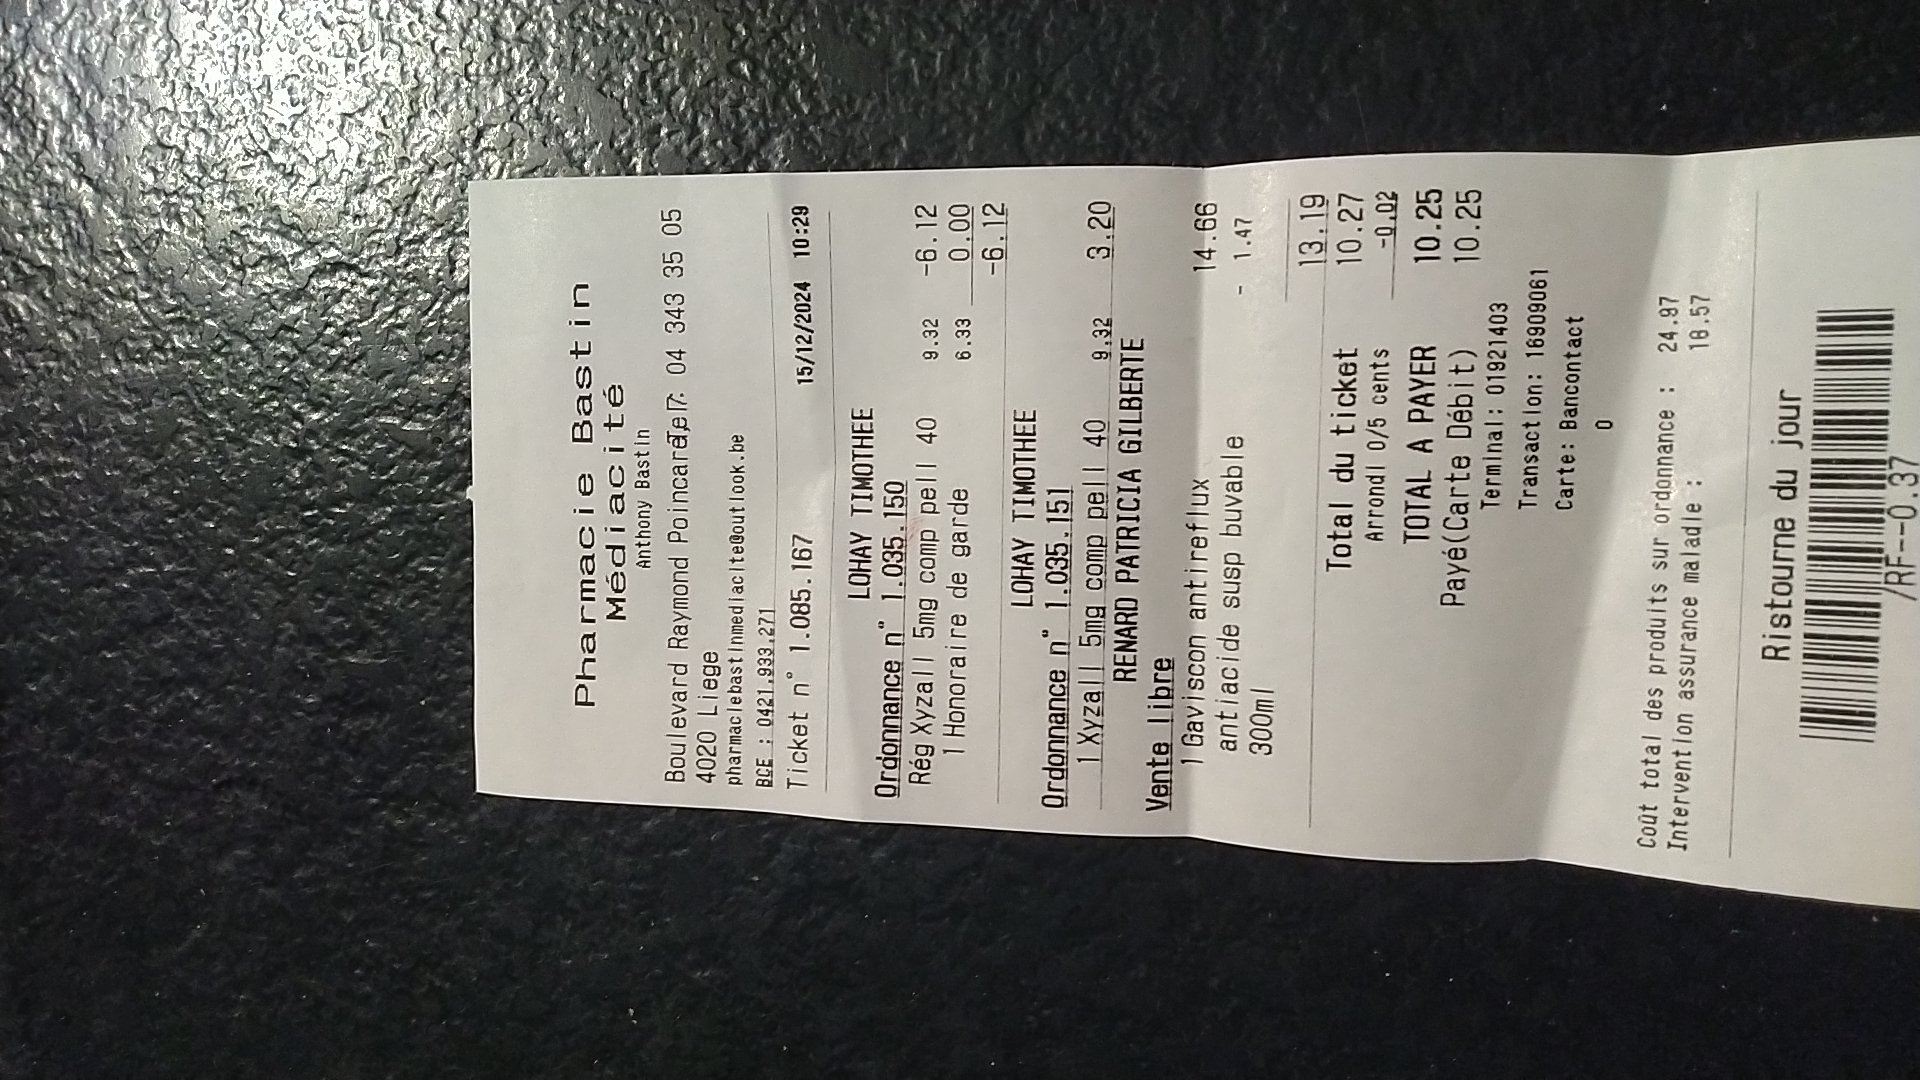 Pharmacie Bastin
Médiacité
Anthony Bastin
Boulevard Raymond Poincaré, 7
Tel: 04 343 35 05
4020 Liege
pharmaciebastinmediacite@outlook.be
BCE : 0421.933.271
Ticket n° 1.085.167 15/12/2024 10:29
LOHAY TIMOTHEE
Ordonnance n° 1.035.150
Rég Xyzall 5mg comp pell 40 9.32 -6.12
1 Honoraire de garde 6.33 0.00
-6.12
LOHAY TIMOTHEE
Ordonnance n° 1.035.151
1 Xyzall 5mg comp pell 40 9.32 3.20
RENARD PATRICIA GILBERTE
Vente libre
1 Gaviscon antireflux 14.66
antiacide susp buvable - 1.47
300ml
13.19
Total du ticket 10.27
Arrondi 0/5 cents -0.02
TOTAL A PAYER 10.25
Payé(Carte Débit) 10.25
Terminal: 01921403
Transaction: 16909061
Carte: Bancontact
0
Coût total des produits sur ordonnance : 24.97
Intervention assurance maladie : 18.57
Ristourne du jour
/RF--0.37